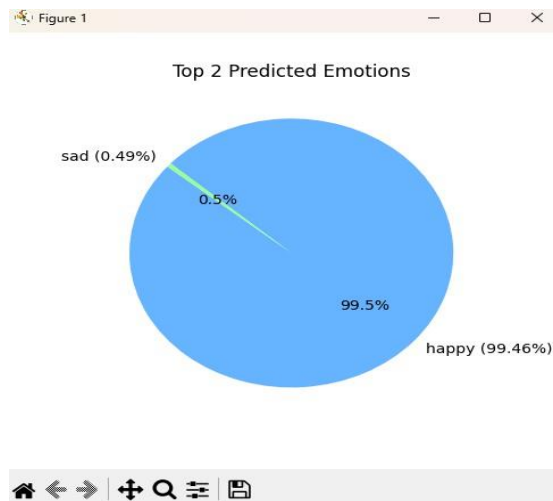 Figure 1
Top 2 Predicted Emotions
sad (0.49%)
0.5%
99.5%
happy (99.46%)